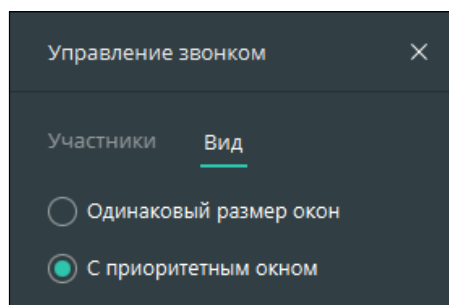 Управление звонком
Участники Вид
Одинаковый размер окон
С приоритетным окном